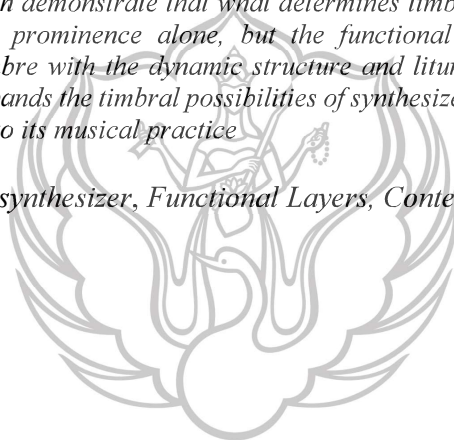 demonstrate that what determines timb
prominence alone, but the functional
bre with the dynamic structure and litur
ands the timbral possibilities of synthesize
o its musical practice
synthesizer, Functional Layers, Conte